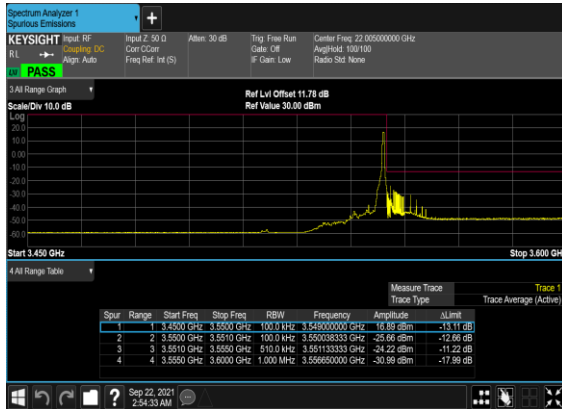 Spectrum Analyzer 1
Spurious Emissions
KEYSIGHT Input: RF Input Z: 50 Ω Atten: 30 dB Trig: Free Run Center Freq: 22.005000000 GHz
RL Coupling: DC Corr CCorr Gate: Off Avg|Hold: 100/100
Align: Auto Freq Ref: Int (S) IF Gain: Low Radio Std: None
PASS
3 All Range Graph
Ref Lvl Offset 11.78 dB
Scale/Div 10.0 dB Ref Value 30.00 dBm
Log
20.0
10.0
0.00
-10.0
-20.0
-30.0
-40.0
-50.0
-60.0
Start 3.450 GHz Stop 3.600 GH
4 All Range Table
Measure Trace Trace 1
Trace Type Trace Average (Active)
Spur Range Start Freq Stop Freq RBW Frequency Amplitude ΔLimit
1 1 3.4500 GHz 3.5500 GHz 100.0 kHz 3.549000000 GHz 16.89 dBm -13.11 dB
2 2 3.5500 GHz 3.5510 GHz 100.0 kHz 3.550038333 GHz -25.66 dBm -12.66 dB
3 3 3.5510 GHz 3.5550 GHz 510.0 kHz 3.551133333 GHz -24.22 dBm -11.22 dB
4 4 3.5550 GHz 3.6000 GHz 1.000 MHz 3.556650000 GHz -30.99 dBm -17.99 dB
Sep 22, 2021
2:54:33 AM